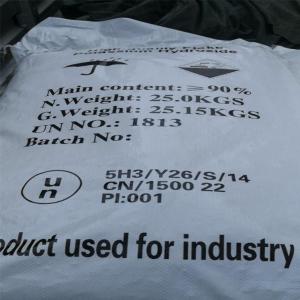 Main content: ≥90%
N.Weight: 25.0KGS
G.Weight: 25.15KGS
UN NO.: 1813
Batch No:
un
5H3/Y26/S/14
CN/1500 22
PI:001
oduct used for industry